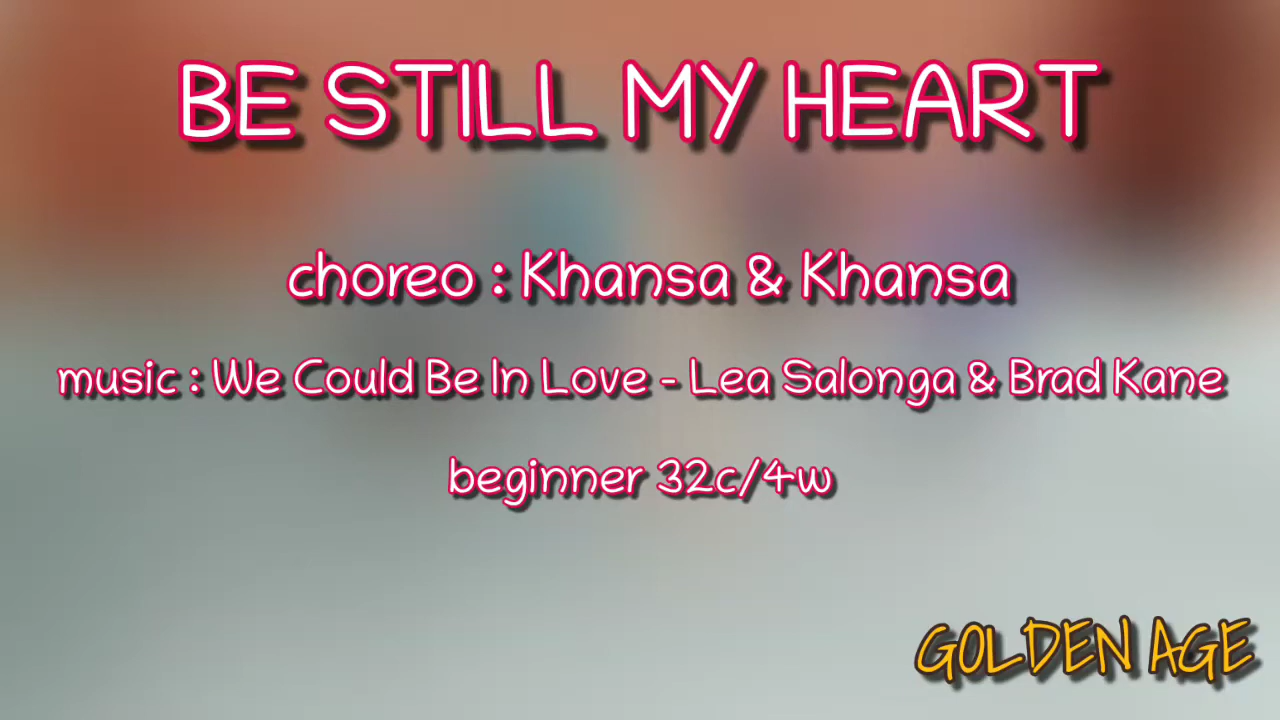 BE STILL MY HEART
choreo : Khansa & Khansa
music : We Could Be In Love - Lea Salonga & Brad Kane
beginner 32c/4w
GOLDEN AGE